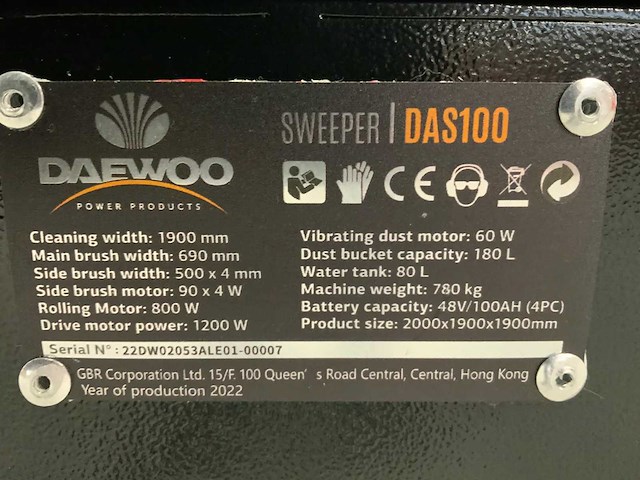 DAEWOO
POWER PRODUCTS
SWEEPER | DAS100
CE
Cleaning width: 1900 mm
Main brush width: 690 mm
Side brush width: 500 x 4 mm
Side brush motor: 90 x 4 W
Rolling Motor: 800 W
Drive motor power: 1200 W
Vibrating dust motor: 60 W
Dust bucket capacity: 180 L
Water tank: 80 L
Machine weight: 780 kg
Battery capacity: 48V/100AH (4PC)
Product size: 2000x1900x1900mm
Serial N° : 22DW02053ALE01-00007
GBR Corporation Ltd. 15/F. 100 Queen' s Road Central, Central, Hong Kong
Year of production 2022